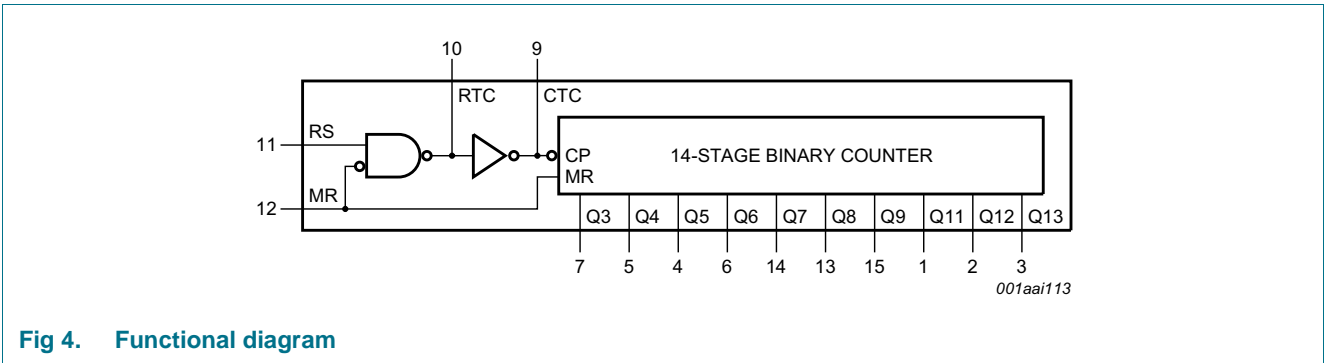 10 9
RTC CTC
11 RS
CP 14-STAGE BINARY COUNTER
MR
12 MR
Q3 Q4 Q5 Q6 Q7 Q8 Q9 Q11 Q12 Q13
7 5 4 6 14 13 15 1 2 3
001aai113
Fig 4. Functional diagram